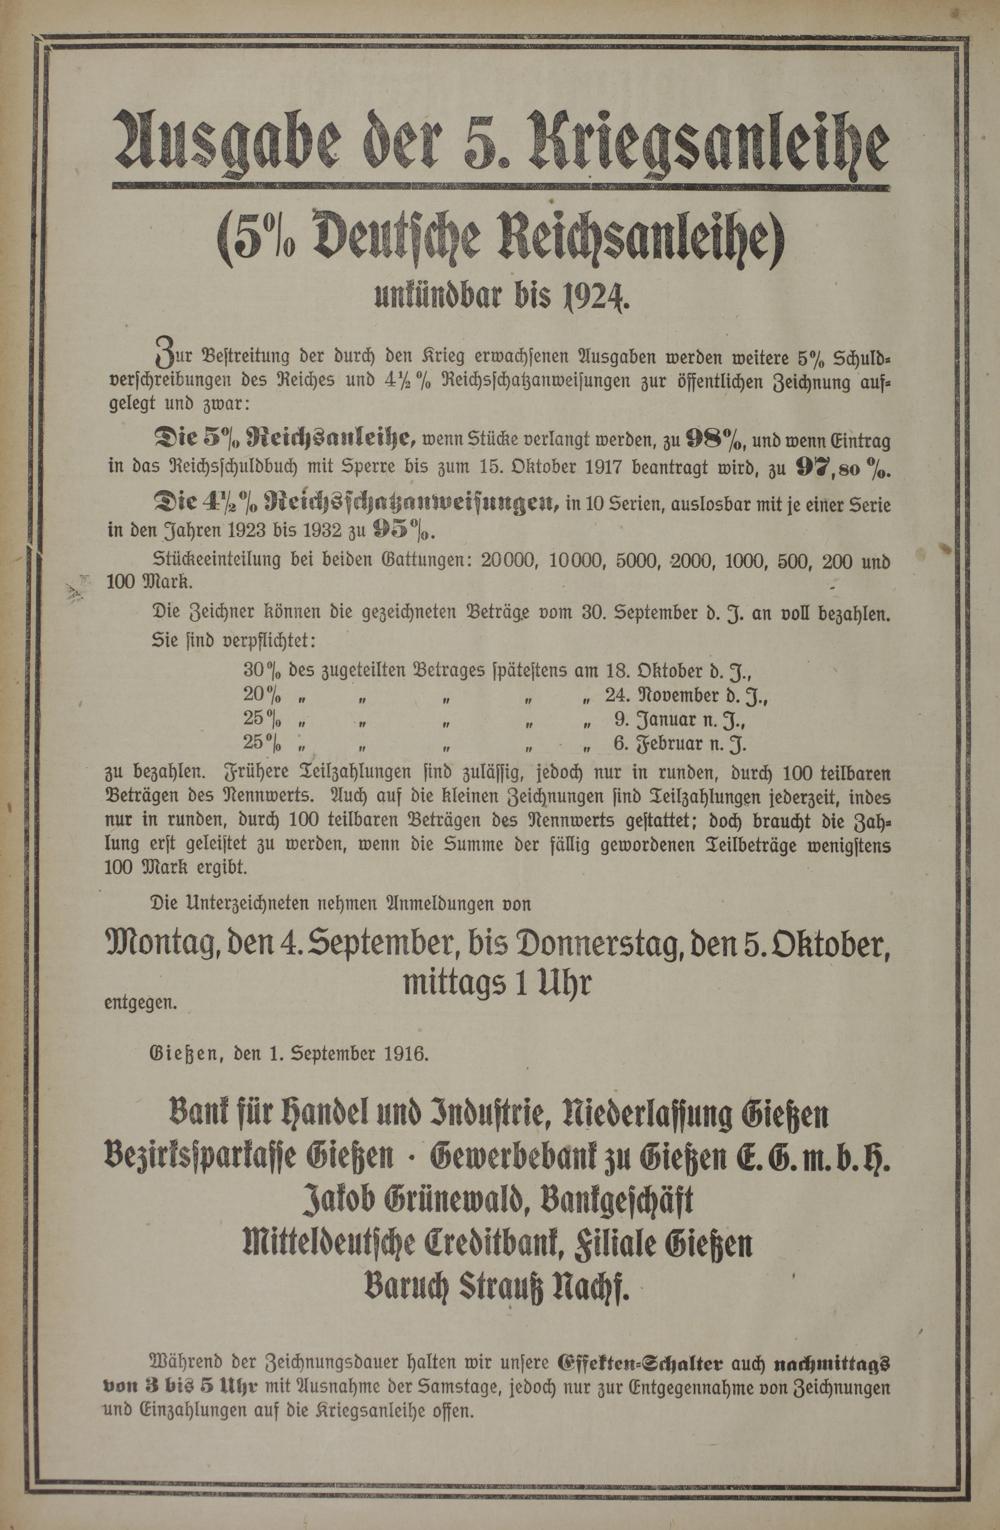 Ausgabe der 5. Kriegsanleihe
(5% Deutsche Reichsanleihe)
unkündbar bis 1924.
Zur Bestreitung der durch den Krieg erwachsenen Ausgaben werden weitere 5% Schuld-
verschreibungen des Reiches und 4½% Reichsschatzanweisungen zur öffentlichen Zeichnung auf-
gelegt und zwar:
Die 5% Reichsanleihe, wenn Stücke verlangt werden, zu 98%, und wenn Eintrag
in das Reichsschuldbuch mit Sperre bis zum 15. Oktober 1917 beantragt wird, zu 97,80 %.
Die 4½% Reichsschatzanweisungen, in 10 Serien, auslosbar mit je einer Serie
in den Jahren 1923 bis 1932 zu 95%.
Stückeeinteilung bei beiden Gattungen: 20000, 10000, 5000, 2000, 1000, 500, 200 und
100 Mark.
Die Zeichner können die gezeichneten Beträge vom 30. September d. J. an voll bezahlen.
Sie sind verpflichtet:
30% des zugeteilten Betrages spätestens am 18. Oktober d. J.,
20% „ „ „ „ „ 24. November d. J.,
25% „ „ „ „ „ 9. Januar n. J.,
25% „ „ „ „ „ 6. Februar n. J.
zu bezahlen. Frühere Teilzahlungen sind zulässig, jedoch nur in runden, durch 100 teilbaren
Beträgen des Nennwerts. Auch auf die kleinen Zeichnungen sind Teilzahlungen jederzeit, indes
nur in runden, durch 100 teilbaren Beträgen des Nennwerts gestattet; doch braucht die Zah-
lung erst geleistet zu werden, wenn die Summe der fällig gewordenen Teilbeträge wenigstens
100 Mark ergibt.
Die Unterzeichneten nehmen Anmeldungen von
Montag, den 4. September, bis Donnerstag, den 5. Oktober,
mittags 1 Uhr
entgegen.
Gießen, den 1. September 1916.
Bank für Handel und Industrie, Niederlassung Gießen
Bezirkssparkasse Gießen · Gewerbebank zu Gießen E. G. m. b. H.
Jakob Grünewald, Bankgeschäft
Mitteldeutsche Creditbank, Filiale Gießen
Baruch Strauß Nachf.
Während der Zeichnungsdauer halten wir unsere Effekten-Schalter auch nachmittags
von 3 bis 5 Uhr mit Ausnahme der Samstage, jedoch nur zur Entgegennahme von Zeichnungen
und Einzahlungen auf die Kriegsanleihe offen.